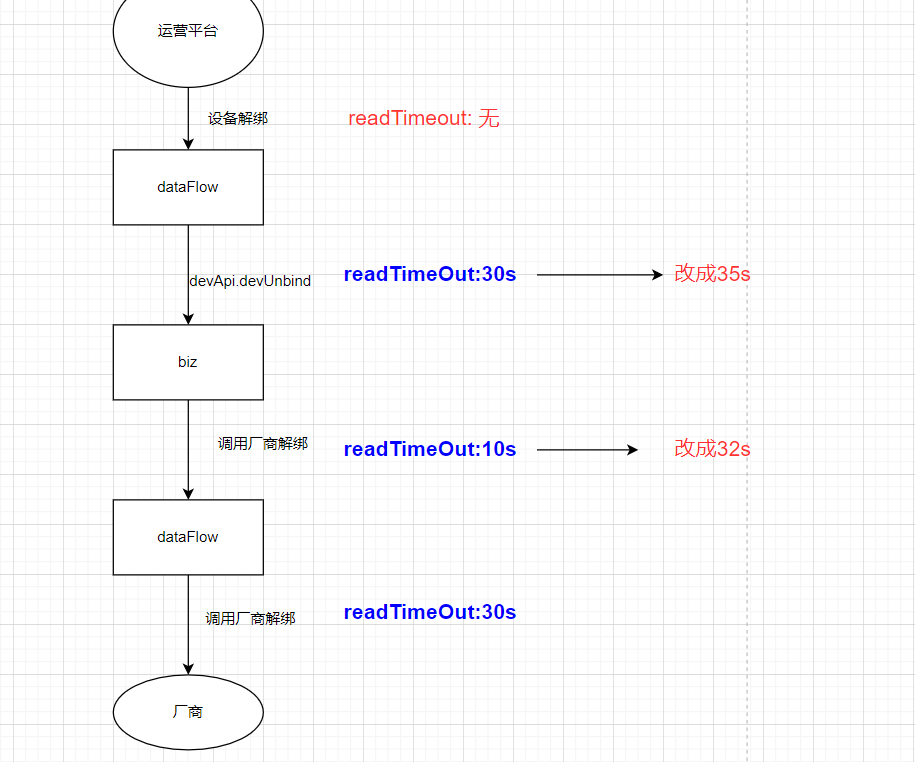 运营平台
设备解绑
readTimeout: 无
dataFlow
devApi.devUnbind
readTimeOut:30s
改成35s
biz
调用厂商解绑
readTimeOut:10s
改成32s
dataFlow
调用厂商解绑
readTimeOut:30s
厂商